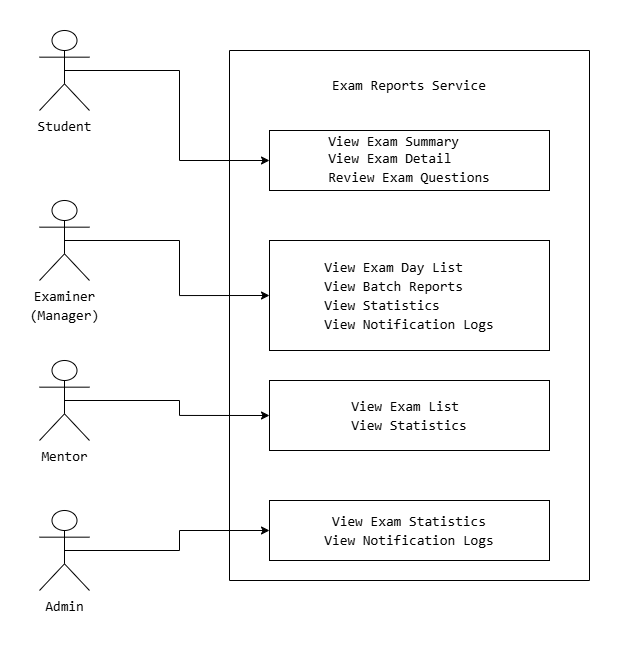 Exam Reports Service
Student
View Exam Summary
View Exam Detail
Review Exam Questions
Examiner
(Manager)
View Exam Day List
View Batch Reports
View Statistics
View Notification Logs
Mentor
View Exam List
View Statistics
Admin
View Exam Statistics
View Notification Logs